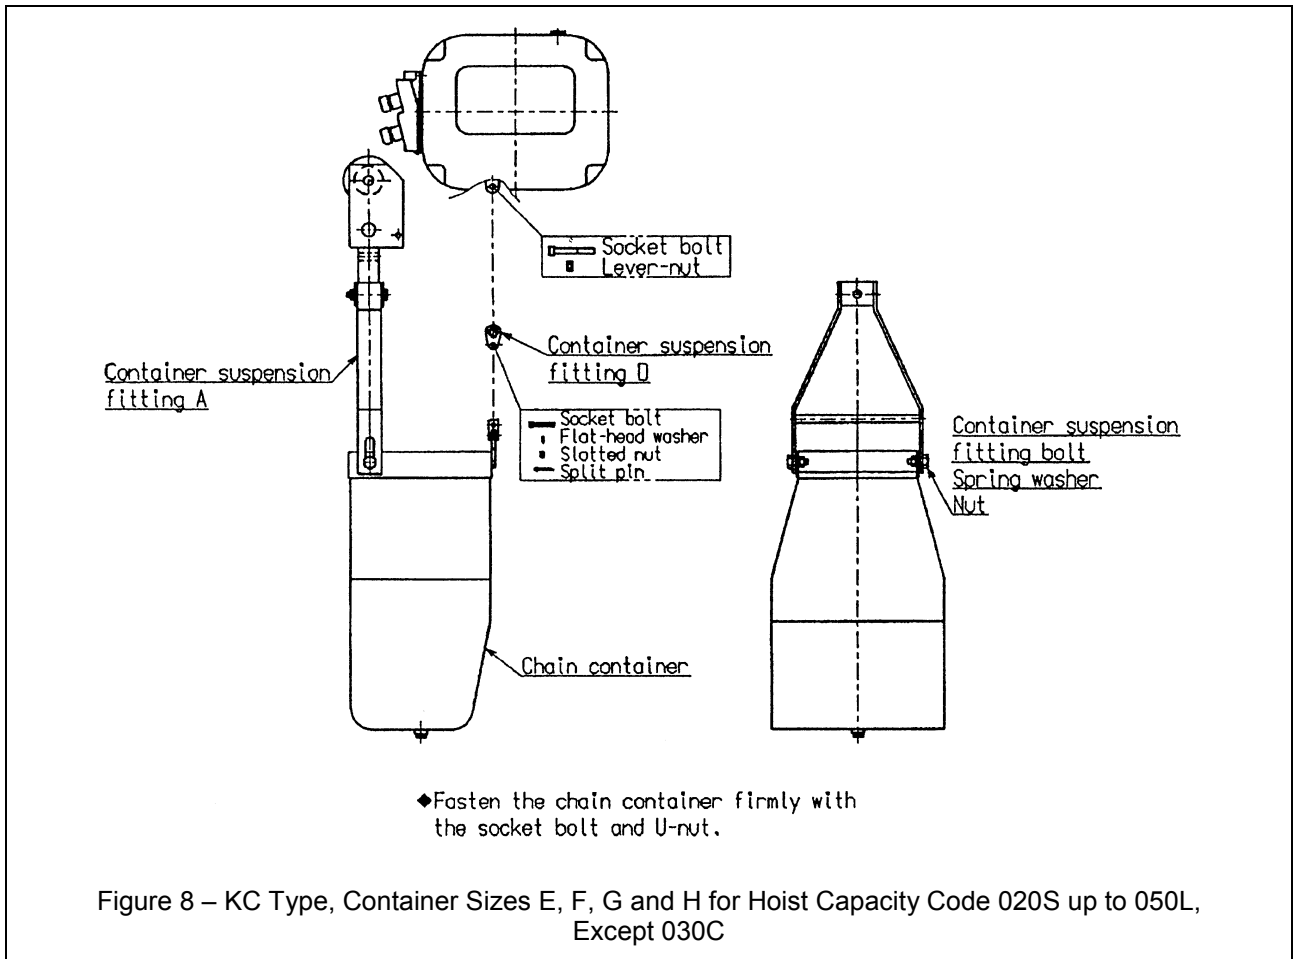 Socket bolt
Lever-nut
Container suspension
fitting D
Container suspension
fitting A
Socket bolt
Flat-head washer
Slotted nut
Split pin
Container suspension
fitting bolt
Spring washer
Nut
Chain container
◆Fasten the chain container firmly with
the socket bolt and U-nut.
Figure 8 – KC Type, Container Sizes E, F, G and H for Hoist Capacity Code 020S up to 050L,
Except 030C